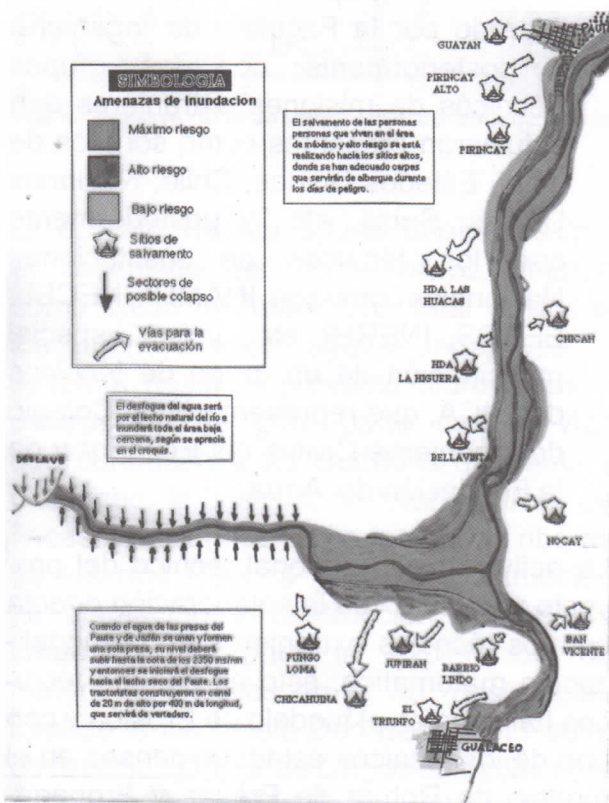 PAUTE
GUAYAN
PIRINCAY
ALTO
PIRINCAY
SIMBOLOGIA
Amenazas de Inundacion
Máximo riesgo
Alto riesgo
Bajo riesgo
Sitios de
salvamento
Sectores de
posible colapso
Vías para la
evacuación
El salvamento de las personas
personas que viven en el área
de máximo y alto riesgo se está
realizando hacia los sitios altos,
donde se han adecuado carpas
que servirán de albergue durante
los días de peligro.
HDA. LAS
HUACAS
CHICAN
HDA
LA HIGUERA
El desfogue del agua será
por el lecho natural del río e
inundará toda el área baja
cercana, según se aprecia
en el croquis.
BELLAVISTA
DESLAVE
NOCAY
Cuando el agua de las presas del
Paute y de Jadán se unan y formen
una sola presa, su nivel deberá
subir hasta la cota de los 2350 ms/nm
y entonces se iniciará el desfogue
hacia el lecho seco del Paute. Los
tractoristas construyeron un canal
de 20 m de alto por 400 m de longitud,
que servirá de vertedero.
PUNGO
LOMA
JUPIRAN
BARRIO
LINDO
SAN
VICENTE
CHICAHUIÑA
EL
TRIUNFO
GUALACEO